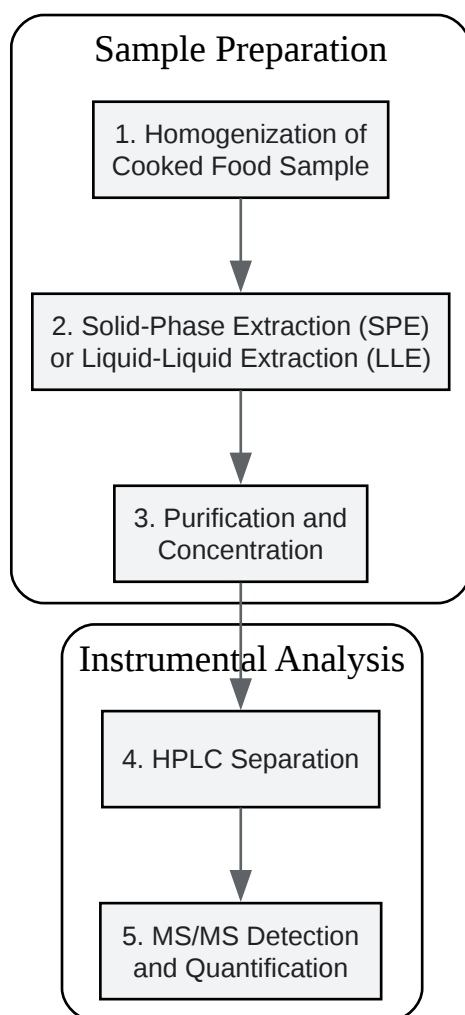 Sample Preparation
1. Homogenization of
Cooked Food Sample
2. Solid-Phase Extraction (SPE)
or Liquid-Liquid Extraction (LLE)
3. Purification and
Concentration
Instrumental Analysis
4. HPLC Separation
5. MS/MS Detection
and Quantification